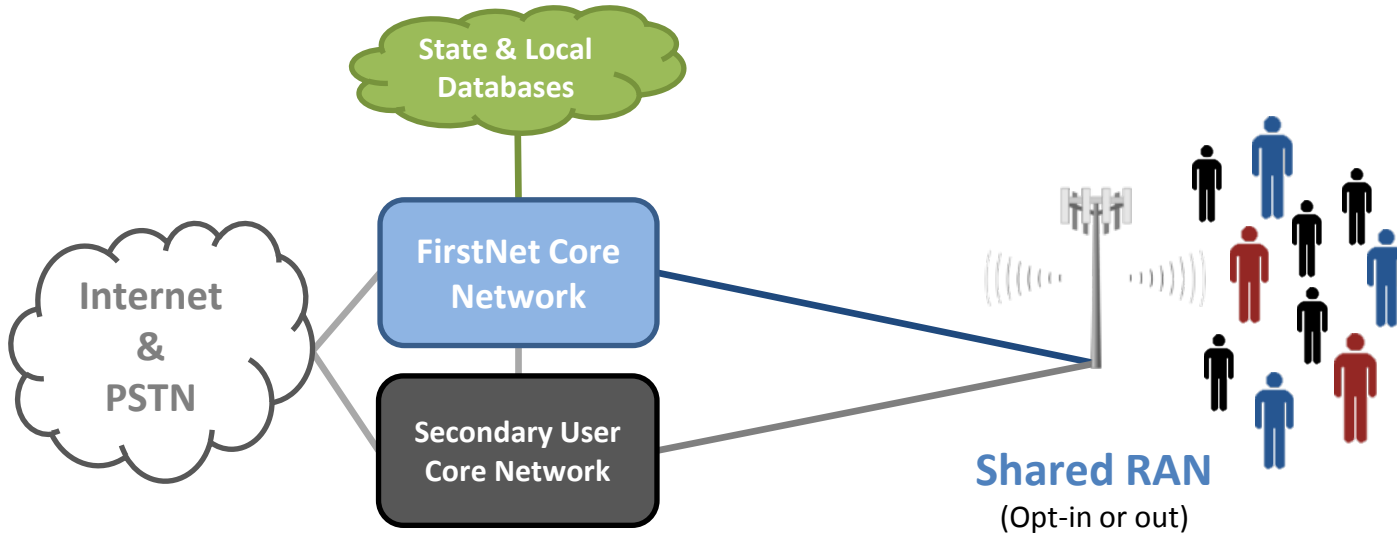 State & Local
Databases
FirstNet Core
Network
Internet
&
PSTN
Secondary User
Core Network
Shared RAN
(Opt-in or out)